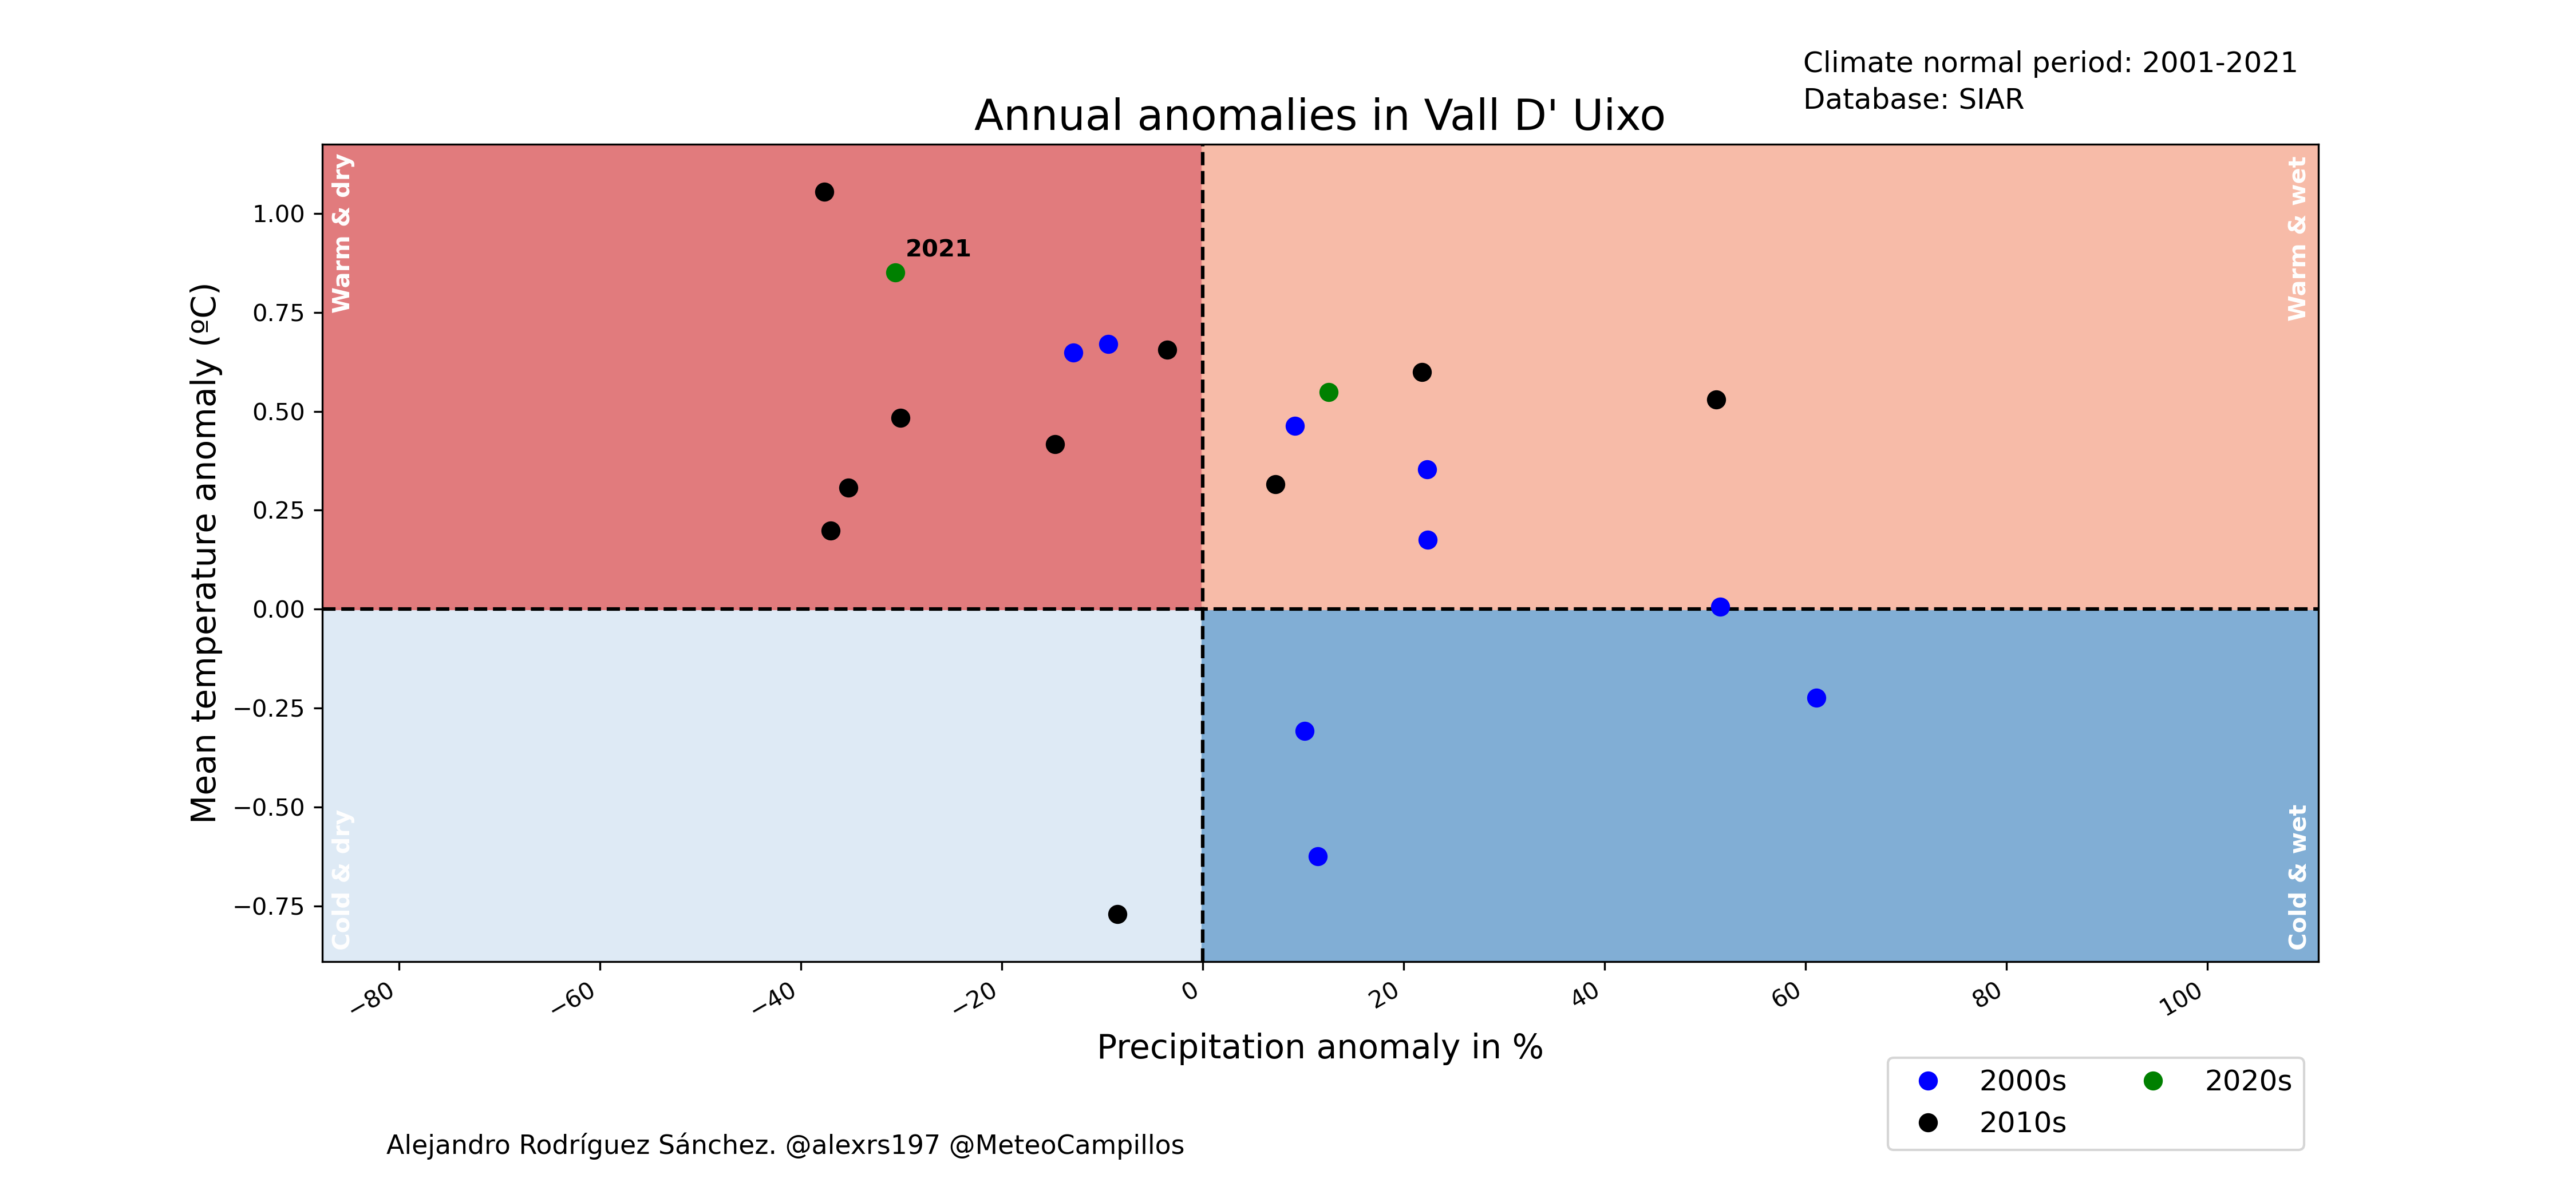 Climate normal period: 2001-2021
Database: SIAR
Annual anomalies in Vall D' Uixo
Warm & dry
Warm & wet
2021
Mean temperature anomaly (ºC)
1.00
0.75
0.50
0.25
0.00
−0.25
−0.50
−0.75
Cold & dry
Cold & wet
−80
−60
−40
−20
0
20
40
60
80
100
Precipitation anomaly in %
2000s
2010s
2020s
Alejandro Rodríguez Sánchez. @alexrs197 @MeteoCampillos